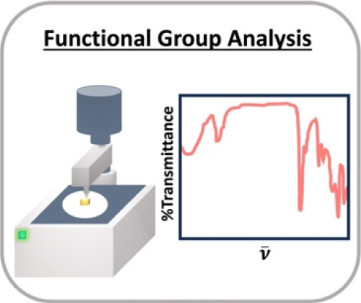 Functional Group Analysis
%Transmittance
ν̄